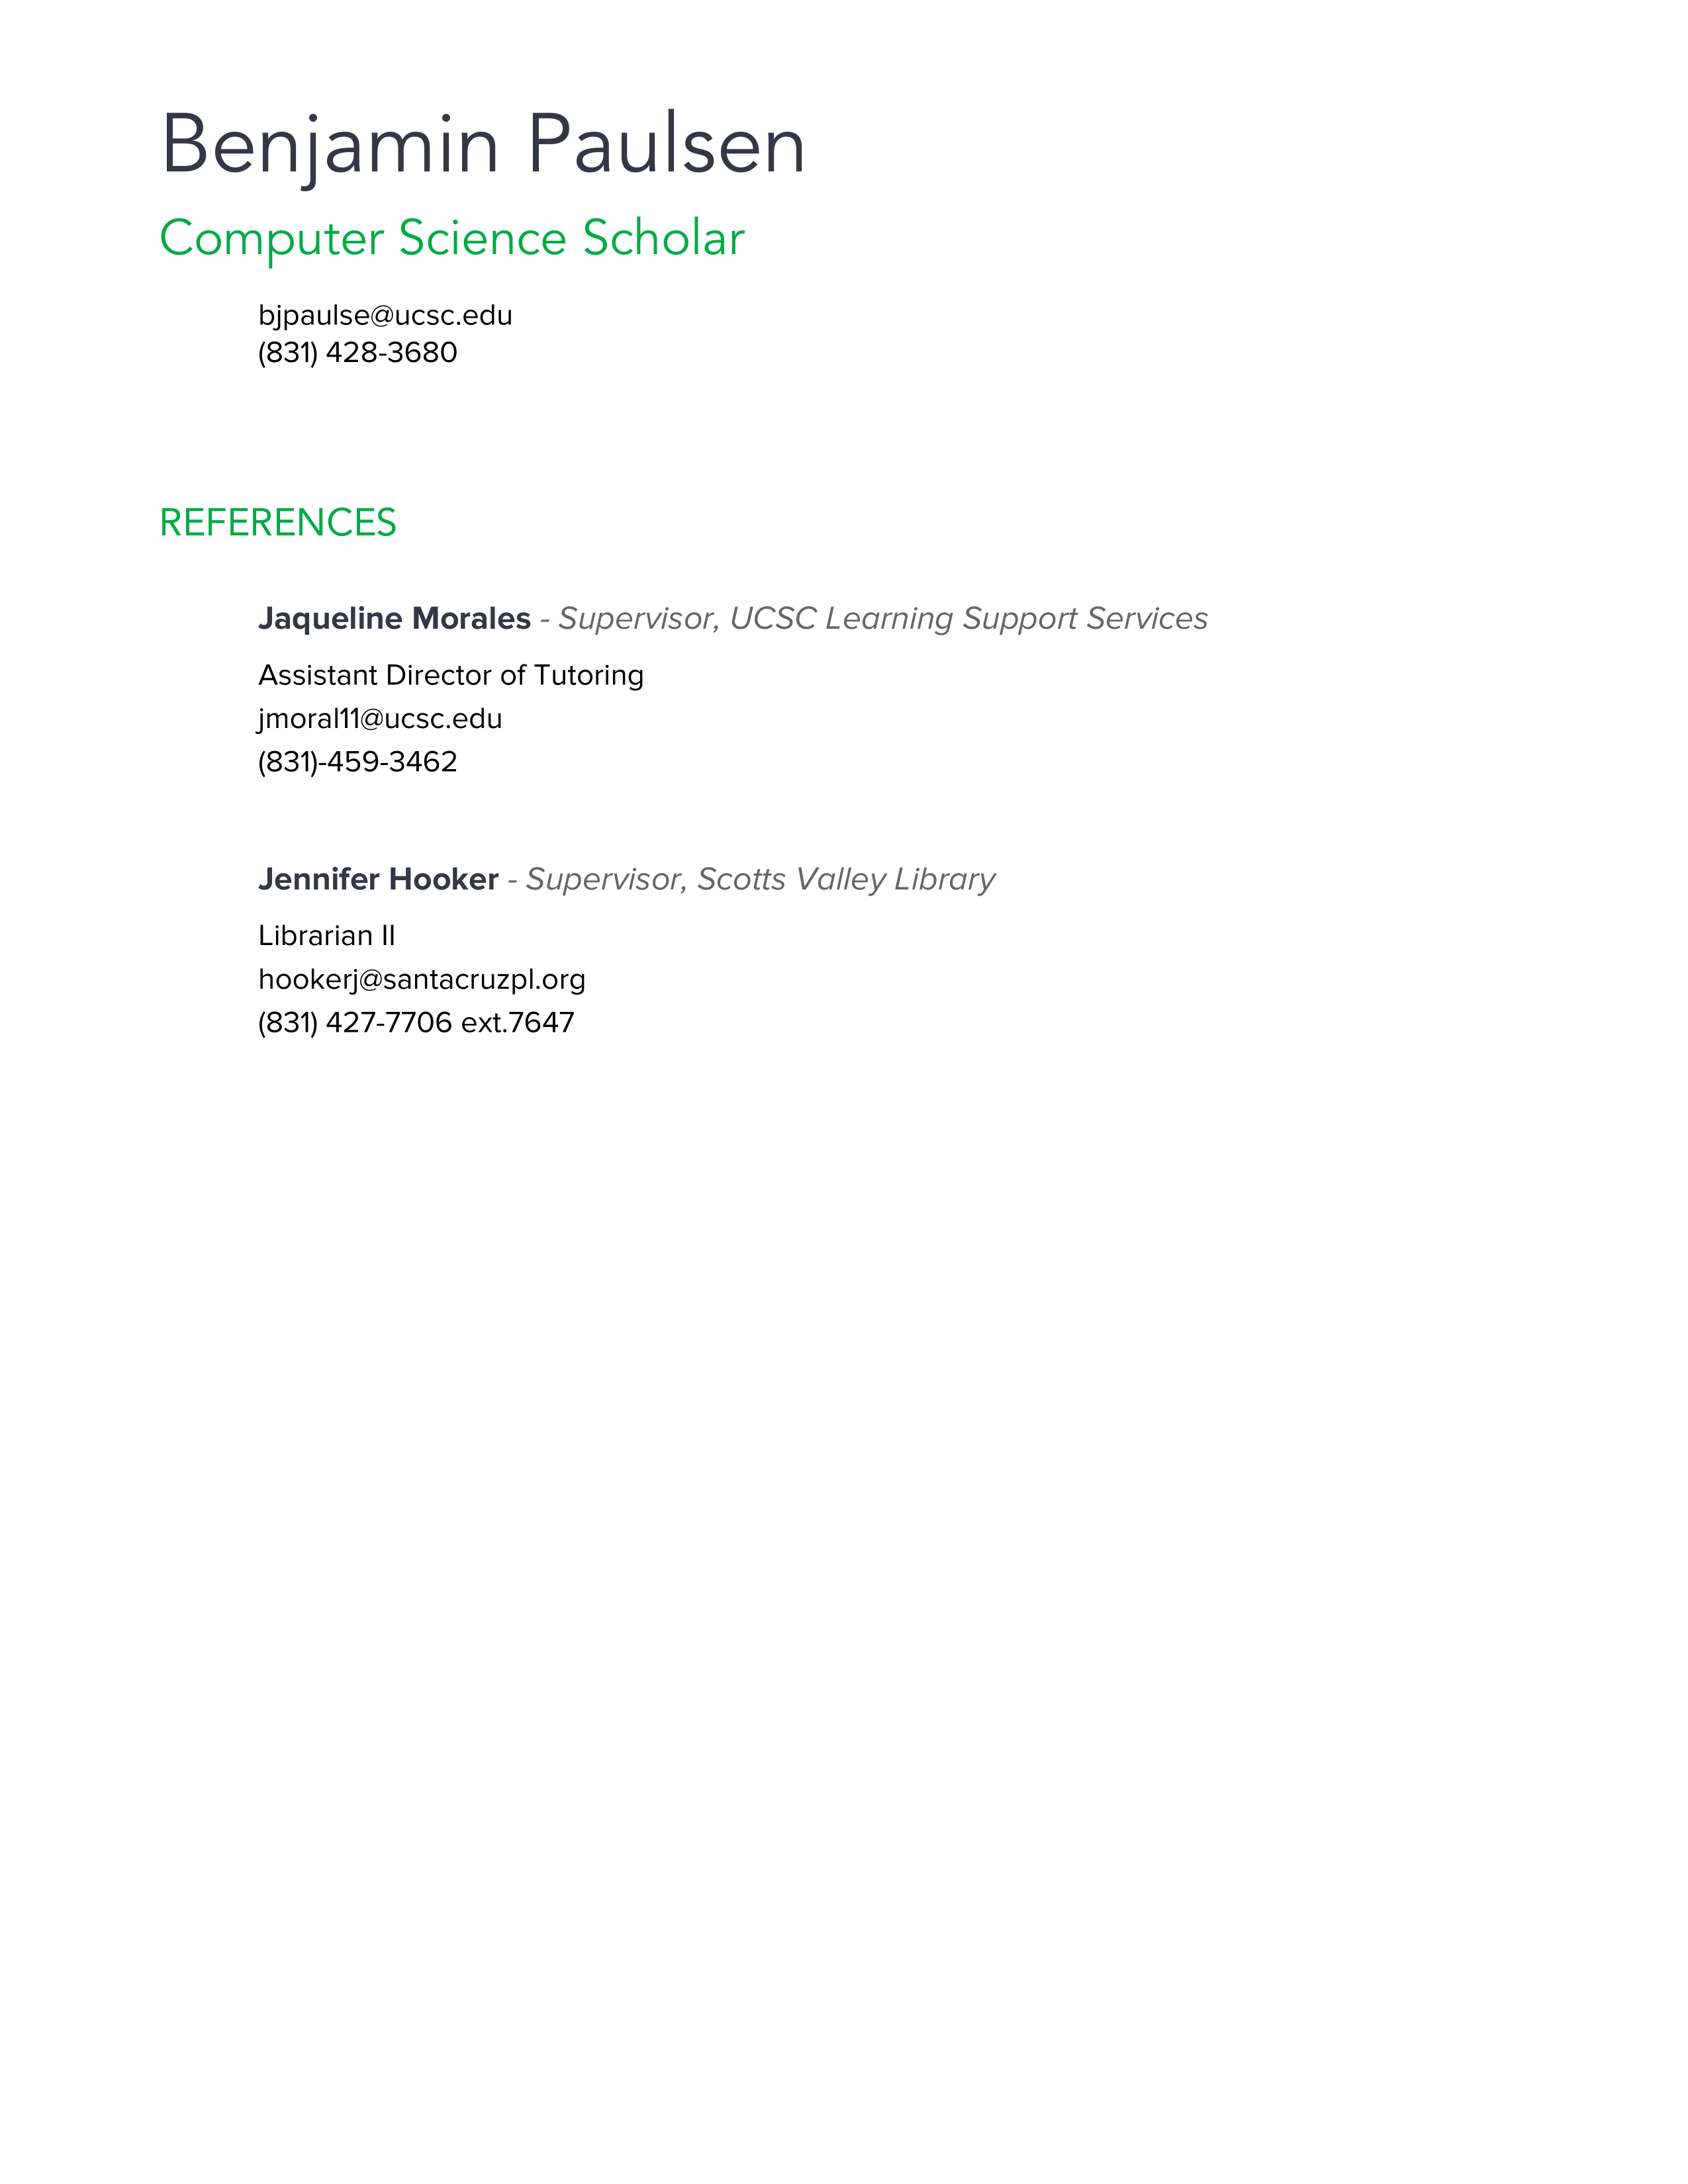 Benjamin Paulsen
Computer Science Scholar
bjpaulse@ucsc.edu
(831) 428-3680
REFERENCES
Jaqueline Morales - Supervisor, UCSC Learning Support Services
Assistant Director of Tutoring
jmoral11@ucsc.edu
(831)-459-3462
Jennifer Hooker - Supervisor, Scotts Valley Library
Librarian II
hookerj@santacruzpl.org
(831) 427-7706 ext.7647